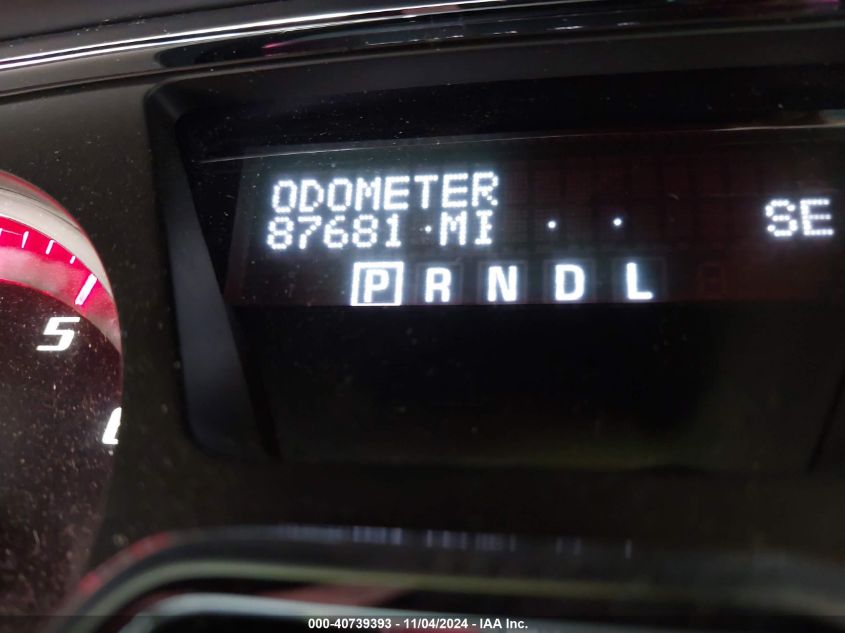 ODOMETER
87681 MI SE
P R N D L
5
000-40739393 - 11/04/2024 - IAA Inc.